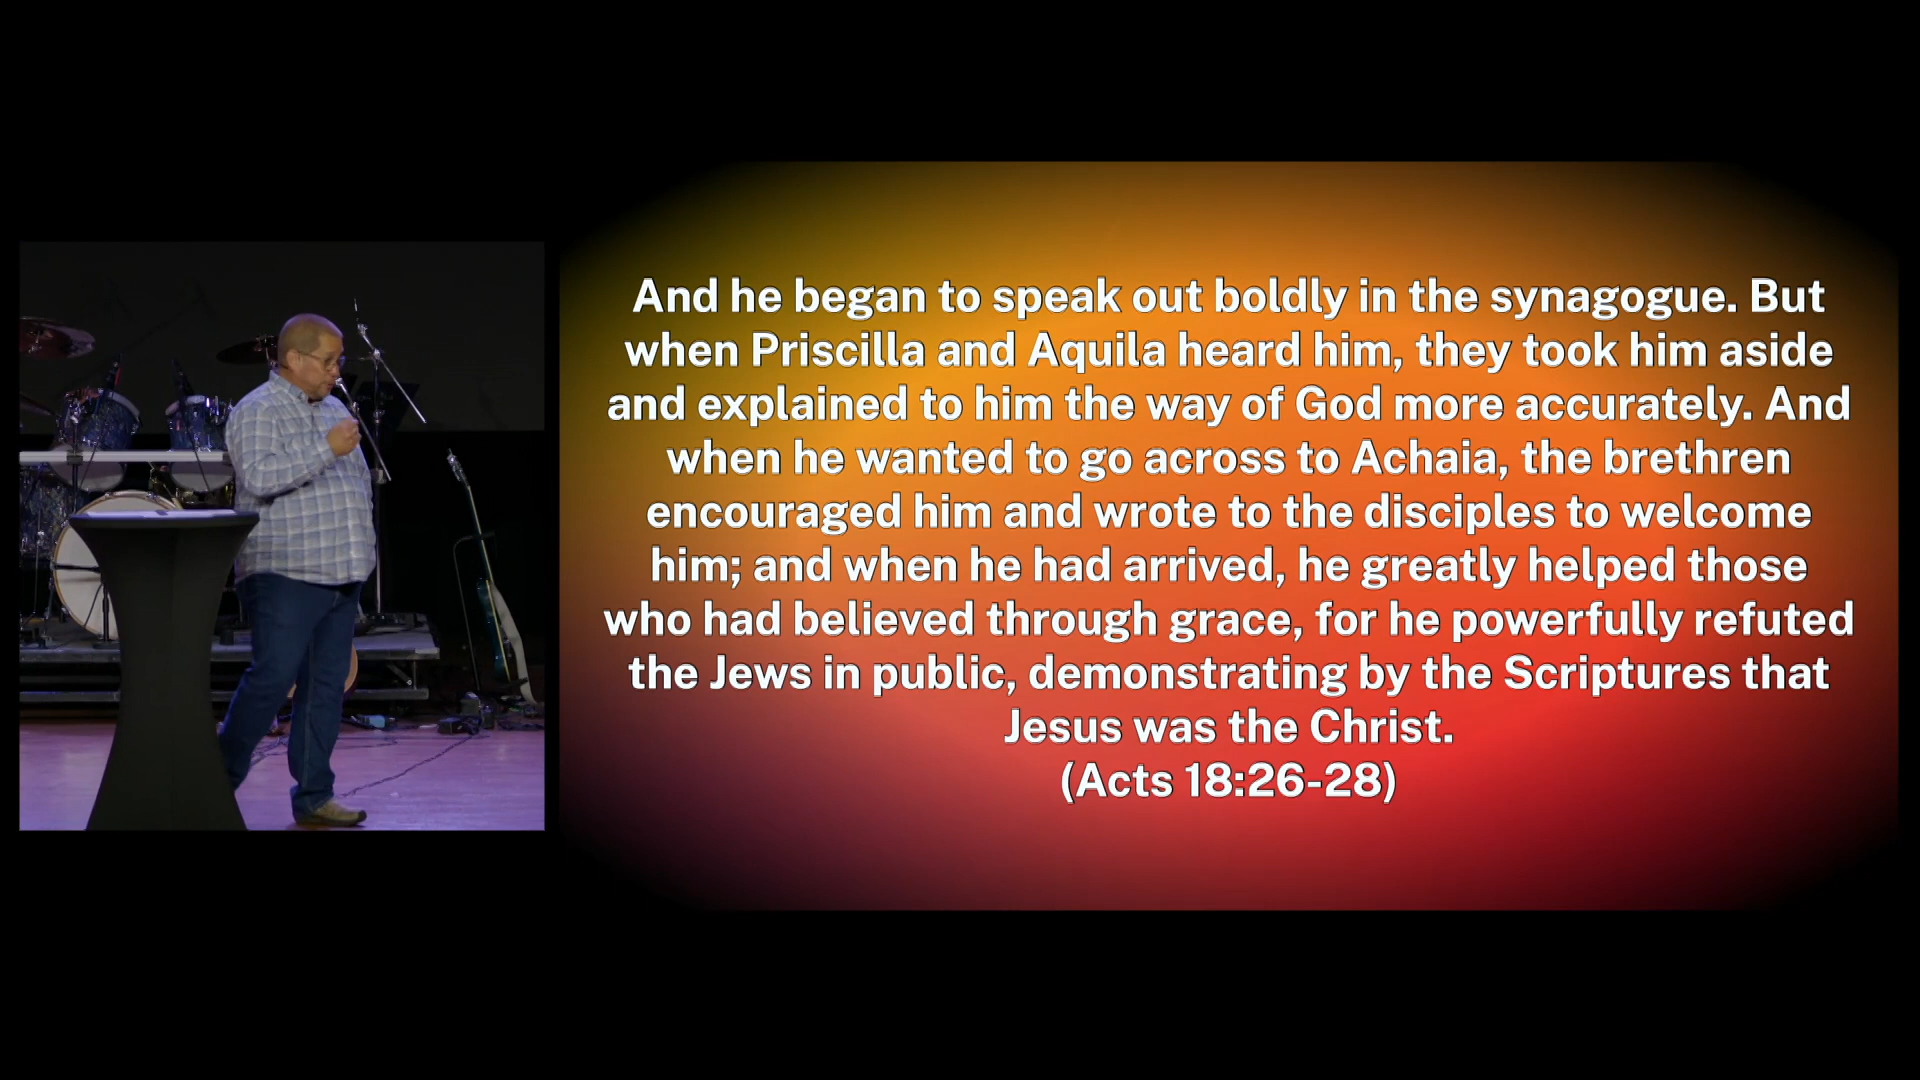 And he began to speak out boldly in the synagogue. But
when Priscilla and Aquila heard him, they took him aside
and explained to him the way of God more accurately. And
when he wanted to go across to Achaia, the brethren
encouraged him and wrote to the disciples to welcome
him; and when he had arrived, he greatly helped those
who had believed through grace, for he powerfully refuted
the Jews in public, demonstrating by the Scriptures that
Jesus was the Christ.
(Acts 18:26-28)